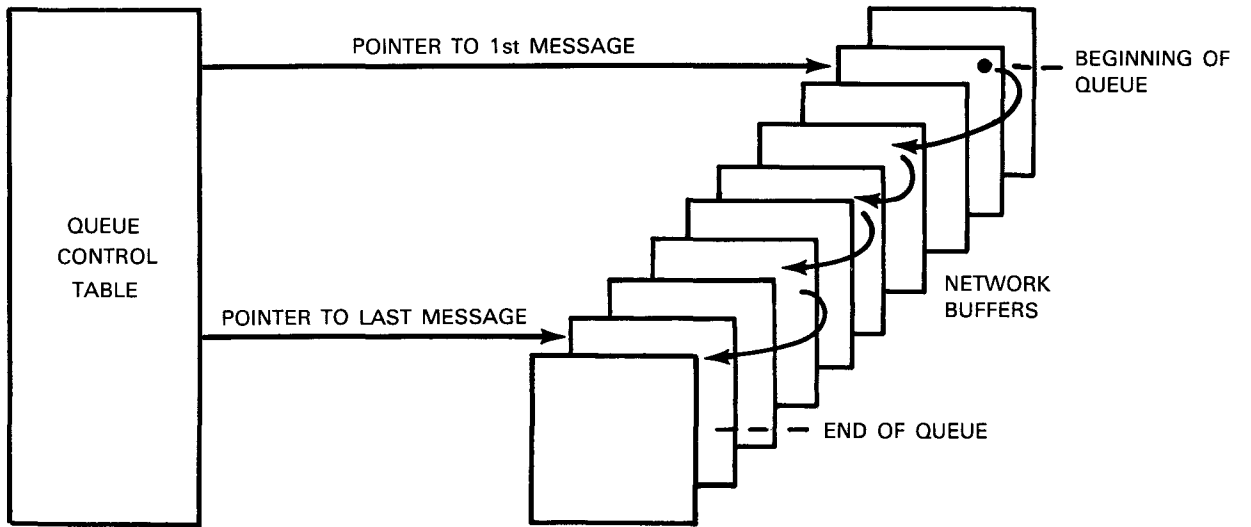 POINTER TO 1st MESSAGE
BEGINNING OF
QUEUE
QUEUE
CONTROL
TABLE
NETWORK
BUFFERS
POINTER TO LAST MESSAGE
END OF QUEUE